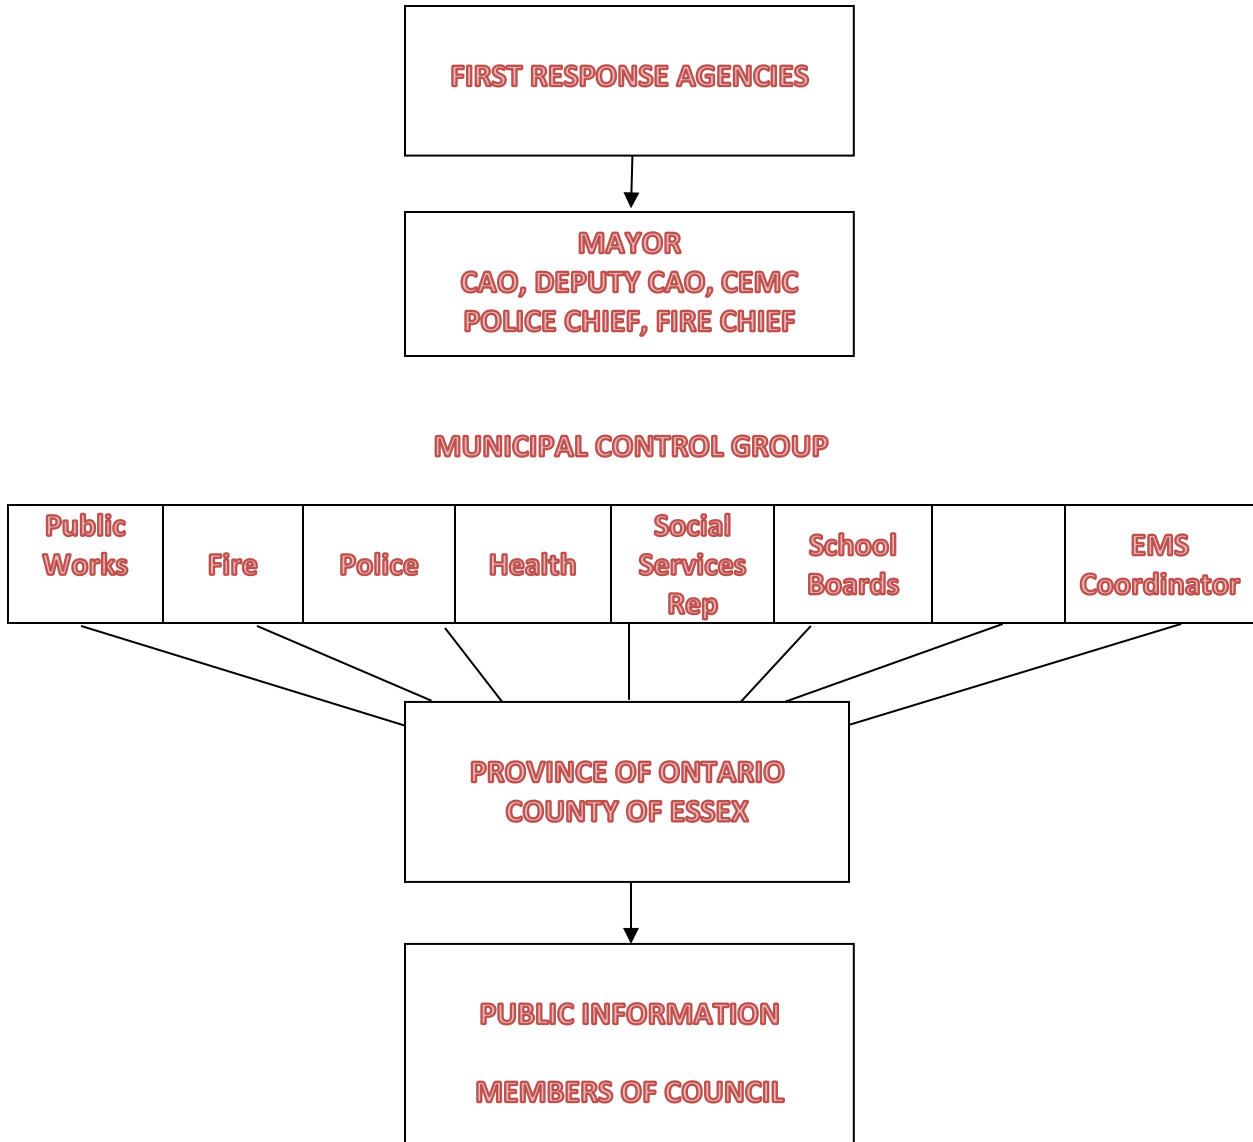 FIRST RESPONSE AGENCIES
MAYOR
CAO, DEPUTY CAO, CEMC
POLICE CHIEF, FIRE CHIEF
MUNICIPAL CONTROL GROUP
Public
Works
Fire
Police
Health
Social
Services
Rep
School
Boards
EMS
Coordinator
PROVINCE OF ONTARIO
COUNTY OF ESSEX
PUBLIC INFORMATION
MEMBERS OF COUNCIL